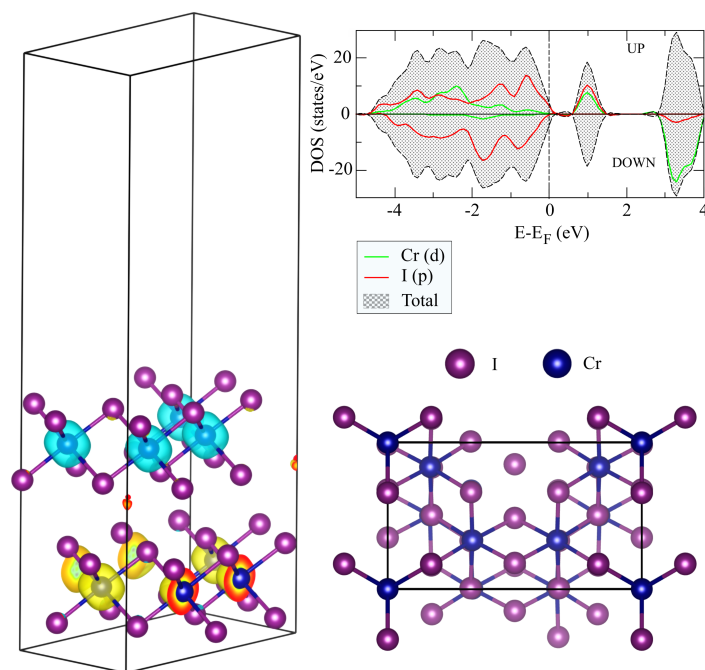 20
0
-20
DOS (states/eV)
UP
DOWN
-4
-2
0
2
4
E-E_F (eV)
Cr (d)
I (p)
Total
I
Cr